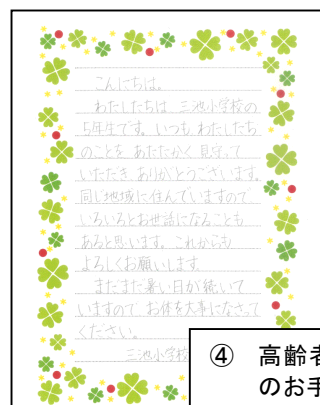 こんにちは。
わたしたちは 三池小学校の
5年生です。いつも わたしたち
のことを あたたかく 見守って
いただき ありがとうございます。
同じ地域に住んでいますので
いろいろとお世話になることも
あると思います。これからも
よろしくお願いします。
まだまだ暑い日が続いて
いますので お体を大事になさって
ください。
三池小学校
④ 高齢者
のお手